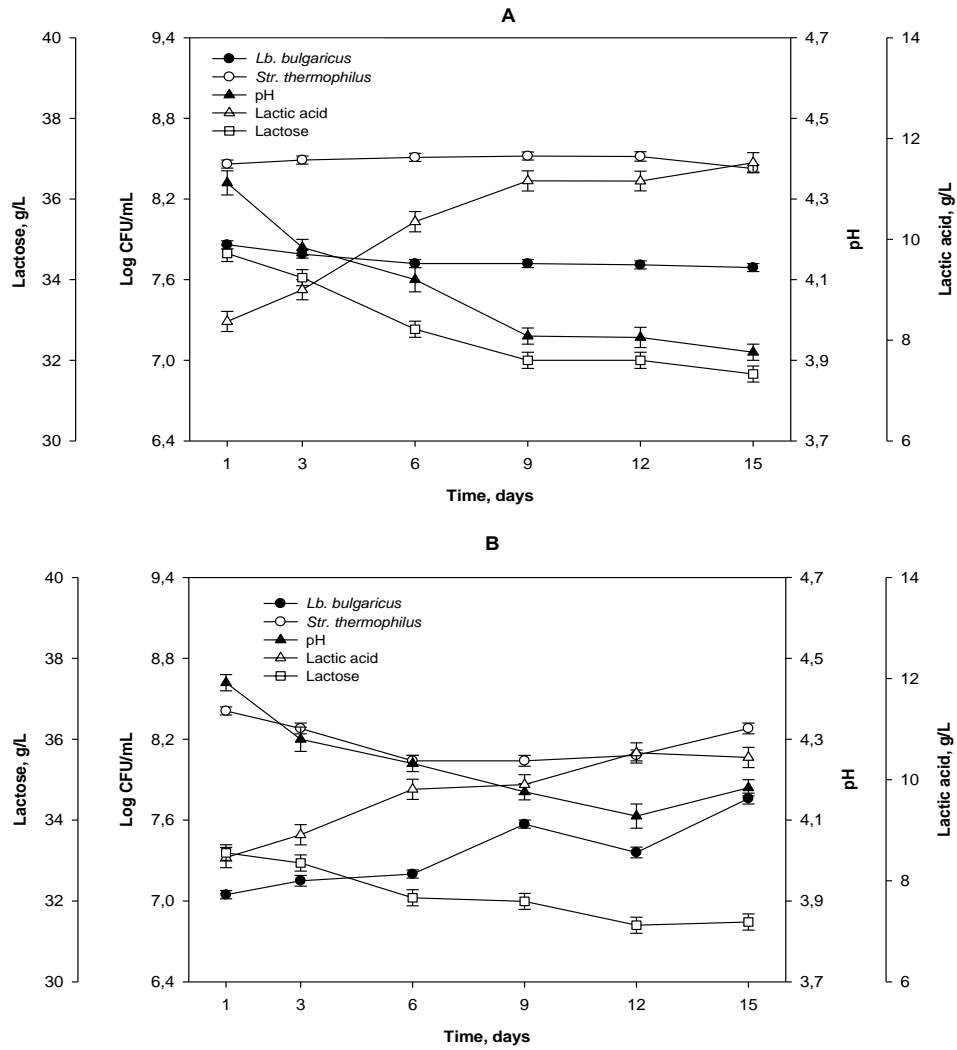 A
Lactose, g/L
40
38
36
34
32
30
Log CFU/mL
9,4
8,8
8,2
7,6
7,0
6,4
Lb. bulgaricus
Str. thermophilus
pH
Lactic acid
Lactose
4,7
4,5
4,3
4,1
3,9
3,7
pH
14
12
10
8
6
Lactic acid, g/L
1 3 6 9 12 15
Time, days
B
Lactose, g/L
40
38
36
34
32
30
Log CFU/mL
9,4
8,8
8,2
7,6
7,0
6,4
Lb. bulgaricus
Str. thermophilus
pH
Lactic acid
Lactose
4,7
4,5
4,3
4,1
3,9
3,7
pH
14
12
10
8
6
Lactic acid, g/L
1 3 6 9 12 15
Time, days